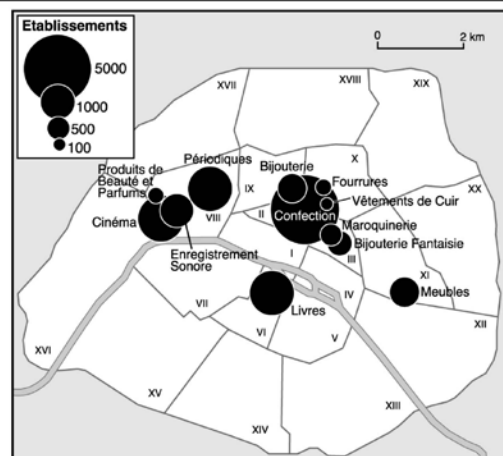 Etablissements
5000
1000
500
100
0 2 km
XVII
XVIII
XIX
Périodiques
Bijouterie
X
Produits de
Beauté et
Parfums
IX
Fourrures
XX
Vêtements de Cuir
II
Confection
Cinéma
VIII
Maroquinerie
Bijouterie Fantaisie
Enregistrement
Sonore
I
III
XI
VII
Livres
IV
Meubles
XII
VI
V
XVI
XV
XIII
XIV